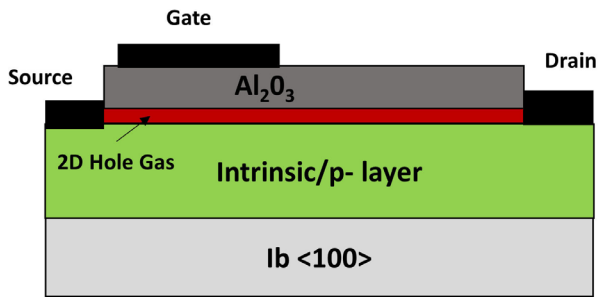 Gate
Source
Drain
Al₂0₃
2D Hole Gas
Intrinsic/p- layer
Ib <100>